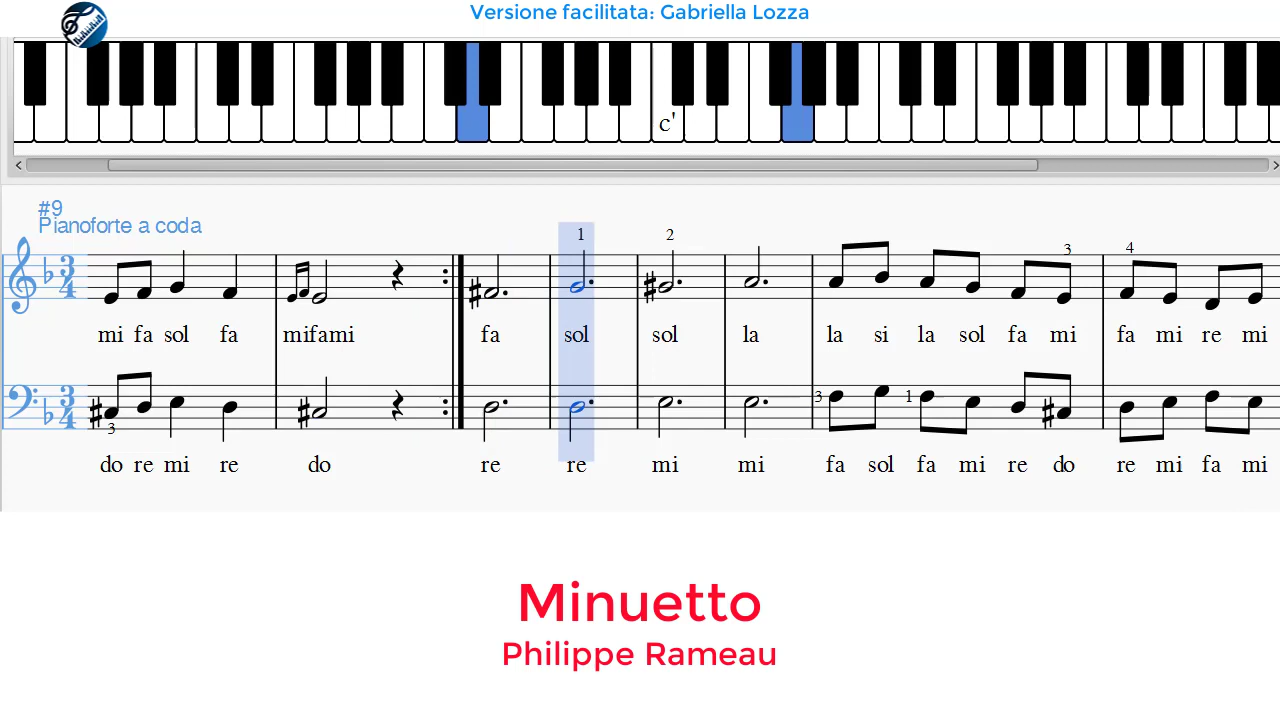 Versione facilitata: Gabriella Lozza
c'
#9
Pianoforte a coda
1 2 3 4
mi fa sol fa mifami fa sol sol la la si la sol fa mi fa mi re mi
3 1
3
do re mi re do re re mi mi fa sol fa mi re do re mi fa mi
Minuetto
Philippe Rameau